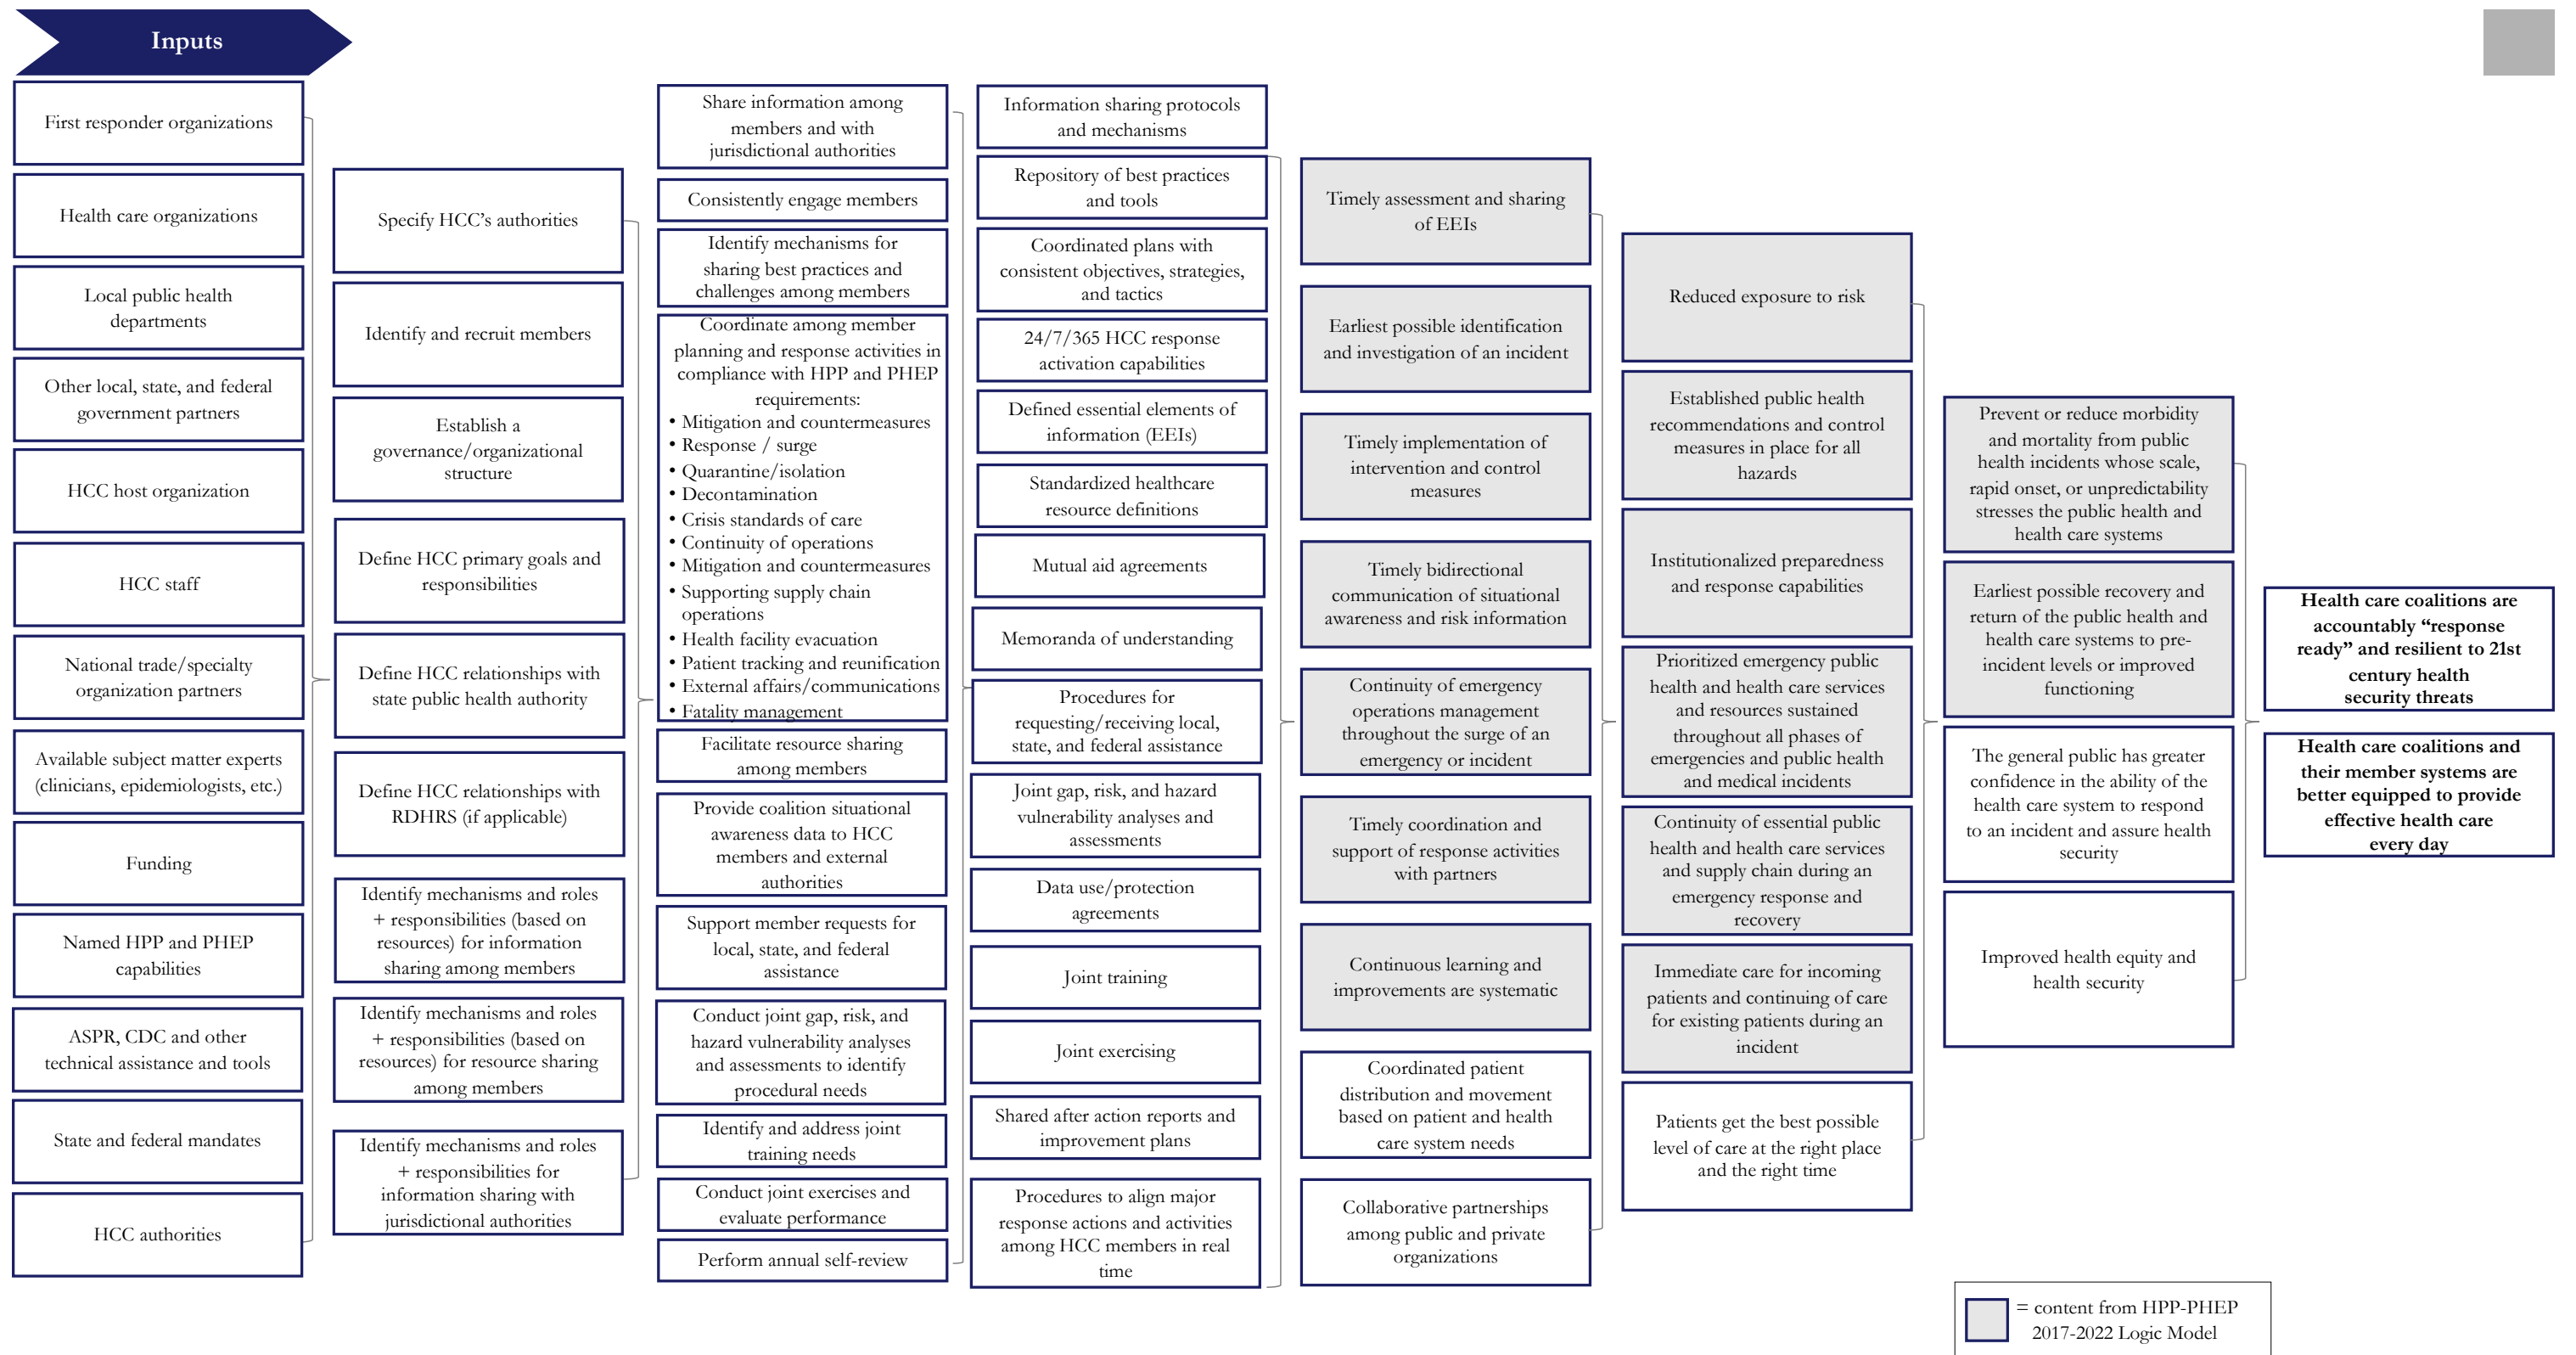 Inputs
First responder organizations
Health care organizations
Local public health
departments
Other local, state, and federal
government partners
HCC host organization
HCC staff
National trade/specialty
organization partners
Available subject matter experts
(clinicians, epidemiologists, etc.)
Funding
Named HPP and PHEP
capabilities
ASPR, CDC and other
technical assistance and tools
State and federal mandates
HCC authorities
Specify HCC’s authorities
Identify and recruit members
Establish a
governance/organizational
structure
Define HCC primary goals and
responsibilities
Define HCC relationships with
state public health authority
Define HCC relationships with
RDHRS (if applicable)
Identify mechanisms and roles
+ responsibilities (based on
resources) for information
sharing among members
Identify mechanisms and roles
+ responsibilities (based on
resources) for resource sharing
among members
Identify mechanisms and roles
+ responsibilities for
information sharing with
jurisdictional authorities
Share information among
members and with
jurisdictional authorities
Consistently engage members
Identify mechanisms for
sharing best practices and
challenges among members
Coordinate among member
planning and response activities in
compliance with HPP and PHEP
requirements:
• Mitigation and countermeasures
• Response / surge
• Quarantine/isolation
• Decontamination
• Crisis standards of care
• Continuity of operations
• Mitigation and countermeasures
• Supporting supply chain
operations
• Health facility evacuation
• Patient tracking and reunification
• External affairs/communications
• Fatality management
Facilitate resource sharing
among members
Provide coalition situational
awareness data to HCC
members and external
authorities
Support member requests for
local, state, and federal
assistance
Conduct joint gap, risk, and
hazard vulnerability analyses
and assessments to identify
procedural needs
Identify and address joint
training needs
Conduct joint exercises and
evaluate performance
Perform annual self-review
Information sharing protocols
and mechanisms
Repository of best practices
and tools
Coordinated plans with
consistent objectives, strategies,
and tactics
24/7/365 HCC response
activation capabilities
Defined essential elements of
information (EEIs)
Standardized healthcare
resource definitions
Mutual aid agreements
Memoranda of understanding
Procedures for
requesting/receiving local,
state, and federal assistance
Joint gap, risk, and hazard
vulnerability analyses and
assessments
Data use/protection
agreements
Joint training
Joint exercising
Shared after action reports and
improvement plans
Procedures to align major
response actions and activities
among HCC members in real
time
Timely assessment and sharing
of EEIs
Earliest possible identification
and investigation of an incident
Timely implementation of
intervention and control
measures
Timely bidirectional
communication of situational
awareness and risk information
Continuity of emergency
operations management
throughout the surge of an
emergency or incident
Timely coordination and
support of response activities
with partners
Continuous learning and
improvements are systematic
Coordinated patient
distribution and movement
based on patient and health
care system needs
Collaborative partnerships
among public and private
organizations
Reduced exposure to risk
Established public health
recommendations and control
measures in place for all
hazards
Institutionalized preparedness
and response capabilities
Prioritized emergency public
health and health care services
and resources sustained
throughout all phases of
emergencies and public health
and medical incidents
Continuity of essential public
health and health care services
and supply chain during an
emergency response and
recovery
Immediate care for incoming
patients and continuing of care
for existing patients during an
incident
Patients get the best possible
level of care at the right place
and the right time
Prevent or reduce morbidity
and mortality from public
health incidents whose scale,
rapid onset, or unpredictability
stresses the public health and
health care systems
Earliest possible recovery and
return of the public health and
health care systems to pre-
incident levels or improved
functioning
The general public has greater
confidence in the ability of the
health care system to respond
to an incident and assure health
security
Improved health equity and
health security
Health care coalitions are
accountably “response
ready” and resilient to 21st
century health
security threats
Health care coalitions and
their member systems are
better equipped to provide
effective health care
every day
= content from HPP-PHEP
2017-2022 Logic Model